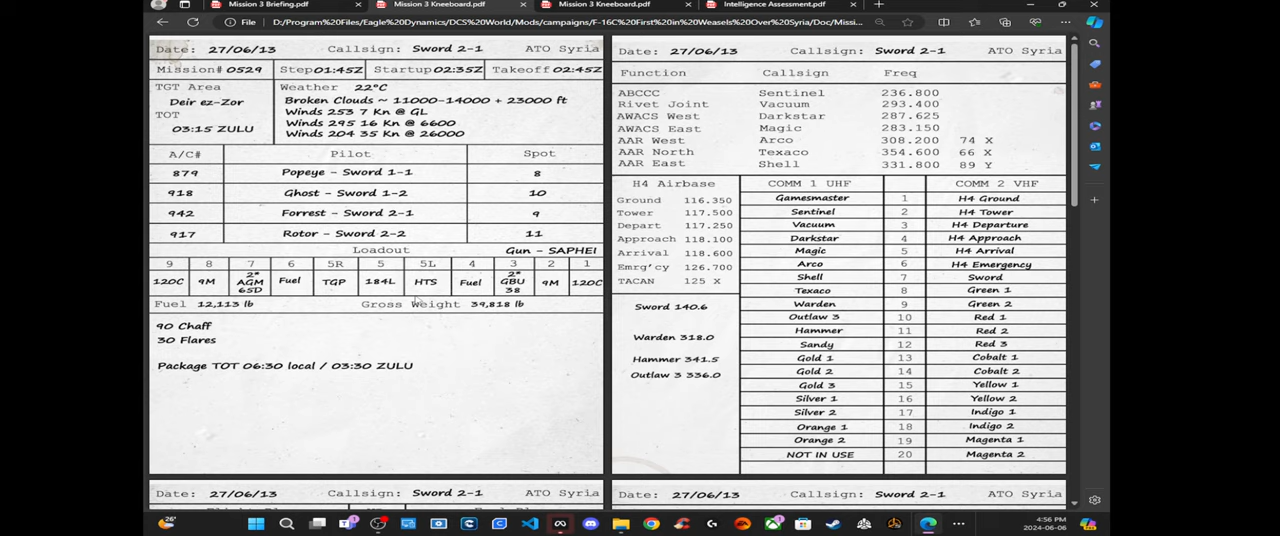 Mission 3 Briefing.pdf
Mission 3 Kneeboard.pdf
Mission 3 Kneeboard.pdf
Intelligence Assessment.pdf
File
D:/Program%20Files/Eagle%20Dynamics/DCS%20World/Mods/campaigns/F-16C%20First%20in%20Weasels%20Over%20Syria/Doc/Missi...
Date: 27/06/13 Callsign: Sword 2-1 ATO Syria
Mission# 0529 Step 01:45Z Startup 02:35Z Takeoff 02:45Z
TGT Area
Deir ez-Zor
TOT
03:15 ZULU
Weather 22°C
Broken Clouds ~ 11000-14000 + 23000 ft
Winds 253 7 Kn @ GL
Winds 295 16 Kn @ 6600
Winds 204 35 Kn @ 26000
A/C# Pilot Spot
879 Popeye - Sword 1-1 8
918 Ghost - Sword 1-2 10
942 Forrest - Sword 2-1 9
917 Rotor - Sword 2-2 11
Loadout Gun - SAPHEI
9 8 7 6 5R 5 5L 4 3 2 1
120C 9M 2* AGM 65D Fuel TGP 184L HTS Fuel 2* GBU 38 9M 120C
Fuel 12,113 lb Gross Weight 39,818 lb
90 Chaff
30 Flares
Package TOT 06:30 local / 03:30 ZULU
Date: 27/06/13 Callsign: Sword 2-1 ATO Syria
Date: 27/06/13 Callsign: Sword 2-1 ATO Syria
Function Callsign Freq
ABCCC Sentinel 236.800
Rivet Joint Vacuum 293.400
AWACS West Darkstar 287.625
AWACS East Magic 283.150
AAR West Arco 308.200 74 X
AAR North Texaco 354.600 66 X
AAR East Shell 331.800 89 Y
H4 Airbase
Ground 116.350
Tower 117.500
Depart 117.250
Approach 118.100
Arrival 118.600
Emrg'cy 126.700
TACAN 125 X
Sword 140.6
Warden 318.0
Hammer 341.5
Outlaw 3 336.0
COMM 1 UHF COMM 2 VHF
Gamesmaster 1 H4 Ground
Sentinel 2 H4 Tower
Vacuum 3 H4 Departure
Darkstar 4 H4 Approach
Magic 5 H4 Arrival
Arco 6 H4 Emergency
Shell 7 Sword
Texaco 8 Green 1
Warden 9 Green 2
Outlaw 3 10 Red 1
Hammer 11 Red 2
Sandy 12 Red 3
Gold 1 13 Cobalt 1
Gold 2 14 Cobalt 2
Gold 3 15 Yellow 1
Silver 1 16 Yellow 2
Silver 2 17 Indigo 1
Orange 1 18 Indigo 2
Orange 2 19 Magenta 1
NOT IN USE 20 Magenta 2
Date: 27/06/13 Callsign: Sword 2-1 ATO Syria
26°
4:56 PM
2024-06-06